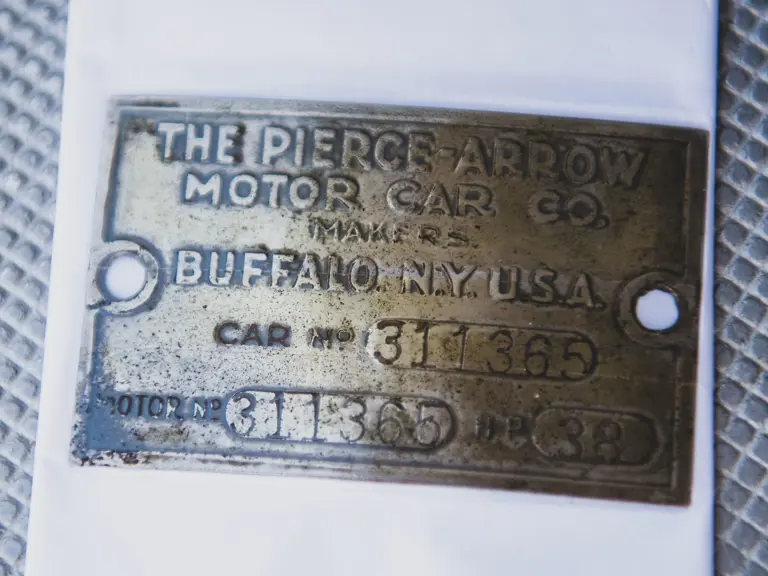 THE PIERCE-ARROW
MOTOR CAR CO.
MAKERS
BUFFALO. N.Y. U.S.A.
CAR Nº 311365
MOTOR Nº 311365 H.P. 38